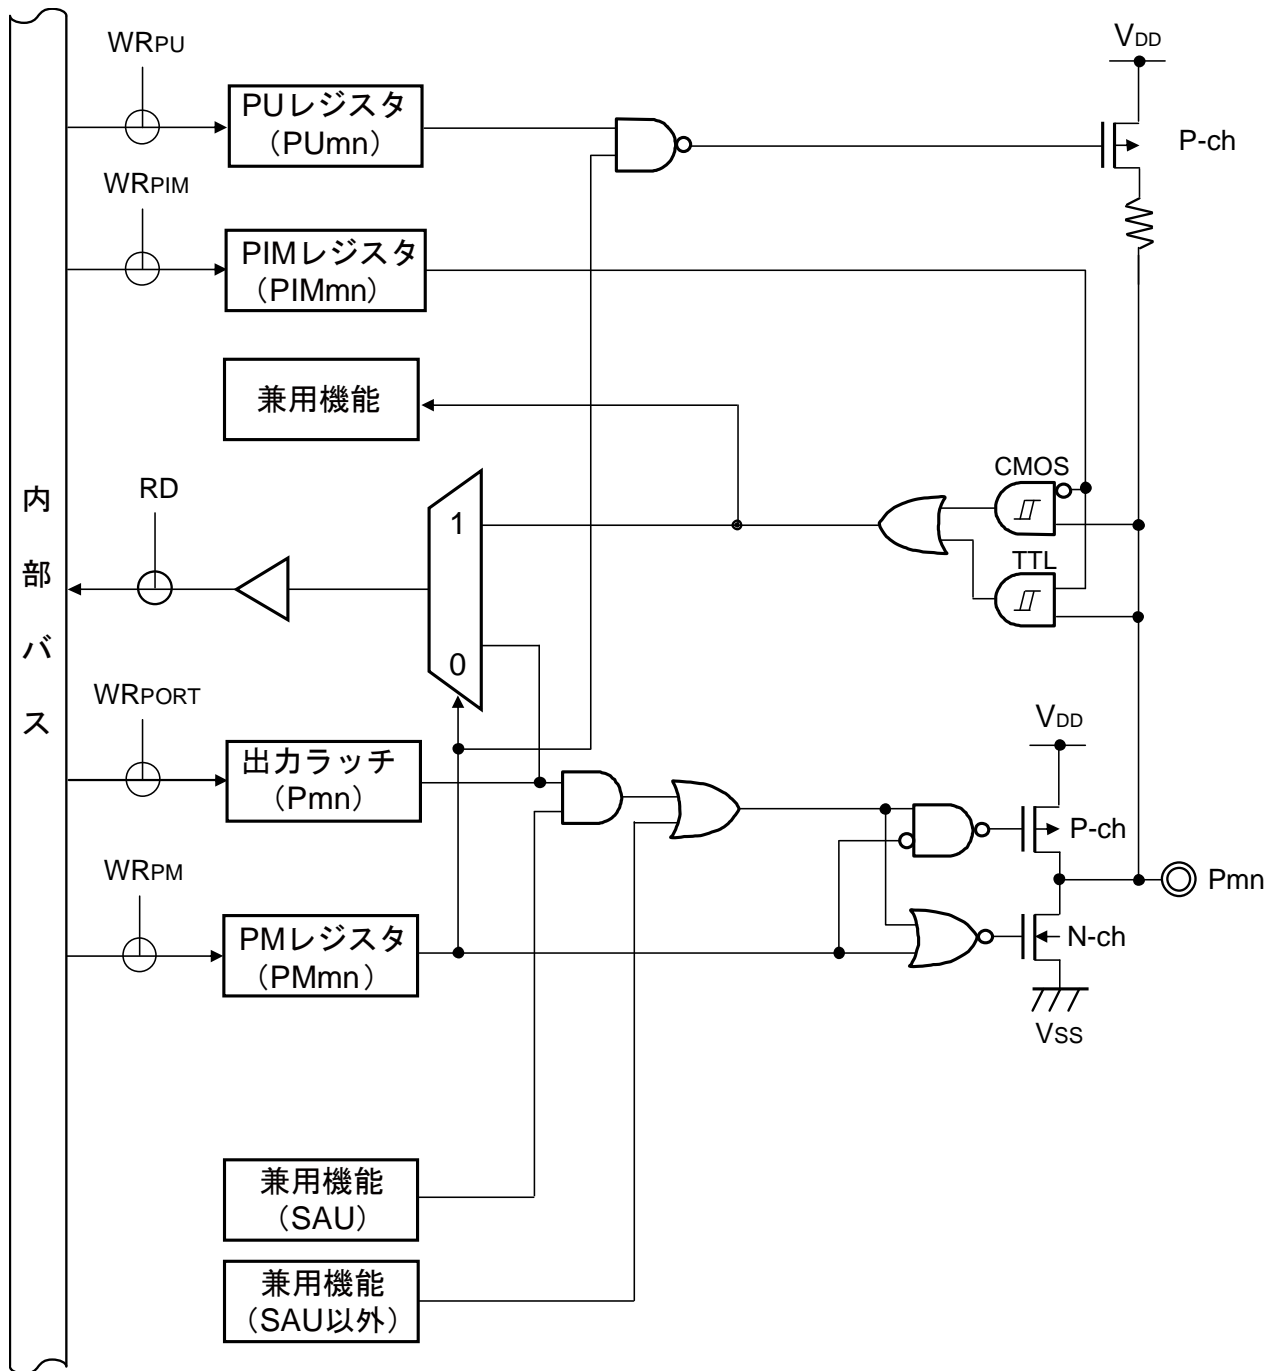 WRPU
PUレジスタ
（PUmn）
VDD
P-ch
WRPIM
PIMレジスタ
（PIMmn）
兼用機能
CMOS
TTL
内部バス
RD
1
0
WRPORT
出力ラッチ
（Pmn）
VDD
P-ch
Pmn
WRPM
PMレジスタ
（PMmn）
N-ch
VSS
兼用機能
（SAU）
兼用機能
（SAU以外）